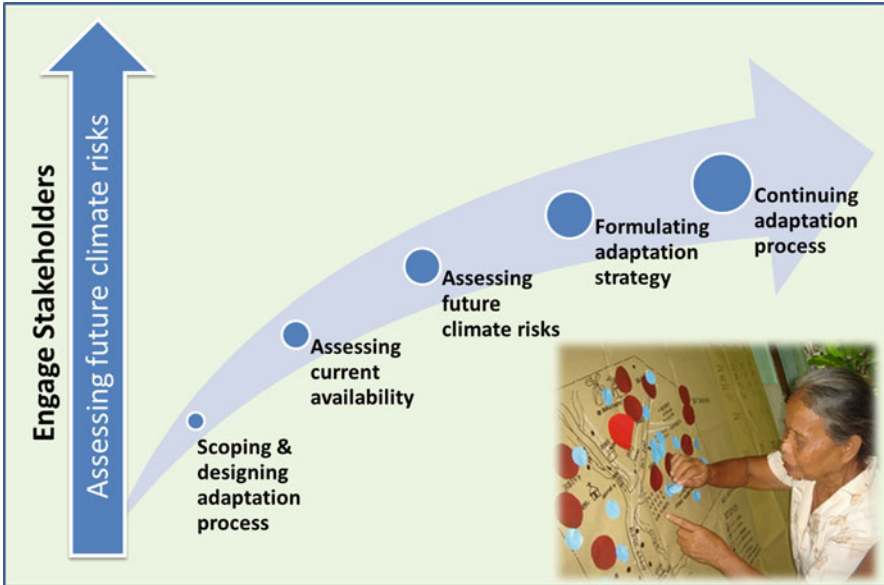 Engage Stakeholders
Assessing future climate risks
Scoping &
designing
adaptation
process
Assessing
current
availability
Assessing
future
climate risks
Formulating
adaptation
strategy
Continuing
adaptation
process